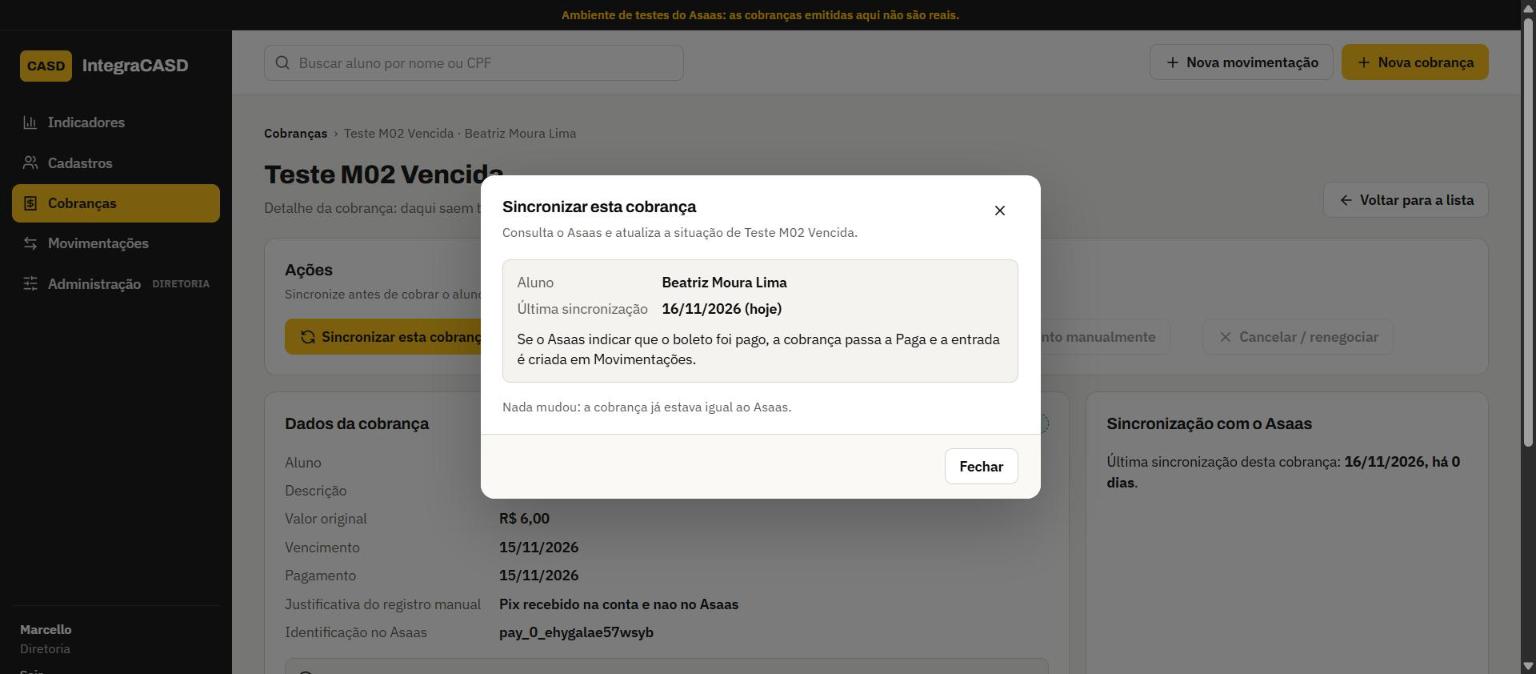 Ambiente de testes do Asaas: as cobranças emitidas aqui não são reais.
CASD IntegraCASD
Buscar aluno por nome ou CPF
Nova movimentação
Nova cobrança
Indicadores
Cadastros
Cobranças
Movimentações
Administração DIRETORIA
Marcello
Diretoria
Cobranças › Teste M02 Vencida · Beatriz Moura Lima
Teste M02 Vencida
Detalhe da cobrança: daqui saem
Voltar para a lista
Ações
Sincronize antes de cobrar o
Sincronizar esta
manualmente
Cancelar / renegociar
Sincronizar esta cobrança
Consulta o Asaas e atualiza a situação de Teste M02 Vencida.
Aluno Beatriz Moura Lima
Última sincronização 16/11/2026 (hoje)
Se o Asaas indicar que o boleto foi pago, a cobrança passa a Paga e a entrada
é criada em Movimentações.
Nada mudou: a cobrança já estava igual ao Asaas.
Fechar
Dados da cobrança
Aluno
Descrição
Valor original R$ 6,00
Vencimento 15/11/2026
Pagamento 15/11/2026
Justificativa do registro manual Pix recebido na conta e nao no Asaas
Identificação no Asaas pay_0_ehygalae57wsyb
Sincronização com o Asaas
Última sincronização desta cobrança: 16/11/2026, há 0
dias.